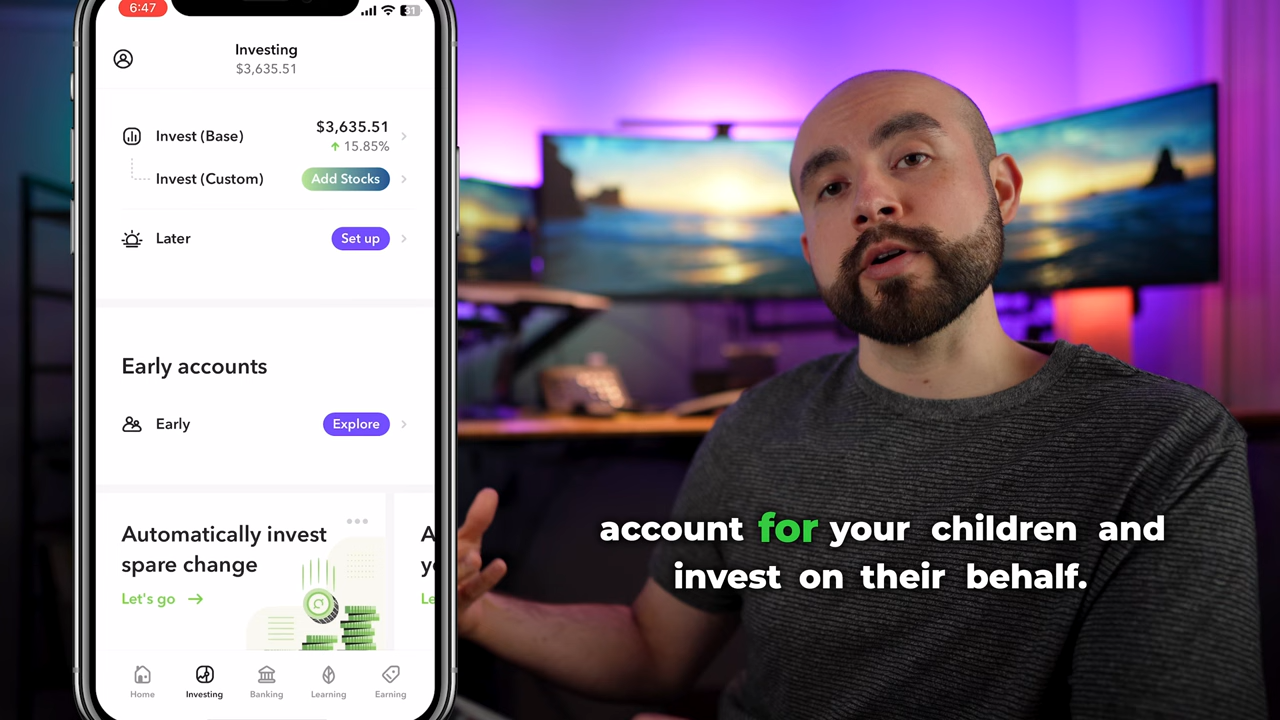 6:47
31
Investing
$3,635.51
Invest (Base)
$3,635.51
15.85%
Invest (Custom)
Add Stocks
Later
Set up
Early accounts
Early
Explore
Automatically invest
spare change
Let's go
A
y
Le
Home
Investing
Banking
Learning
Earning
account for your children and
invest on their behalf.